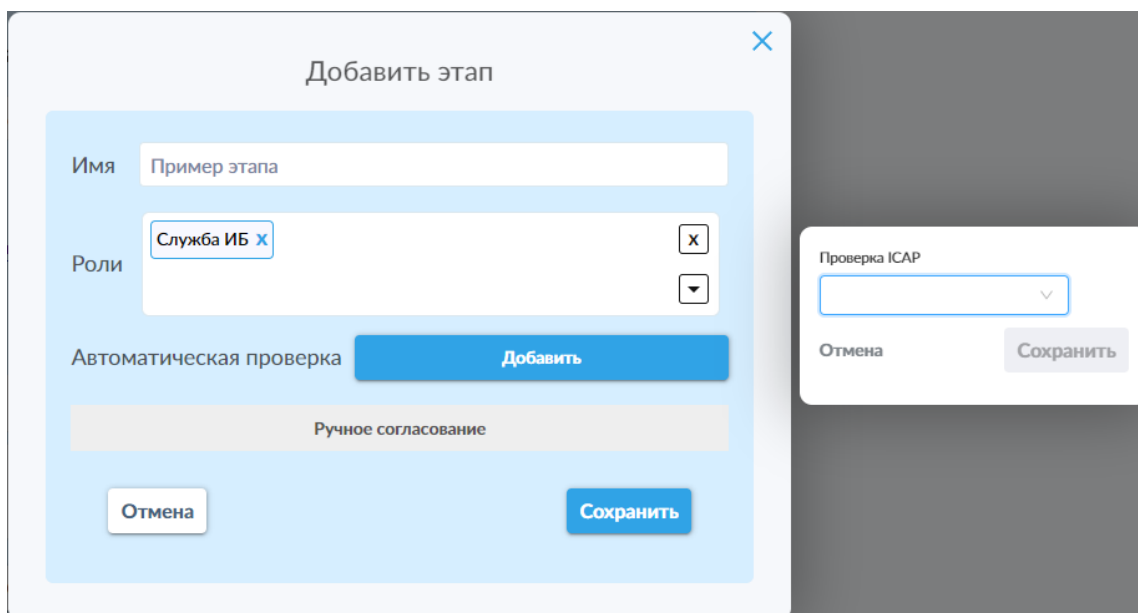 Добавить этап
Имя
Пример этапа
Роли
Служба ИБ x
x
Автоматическая проверка
Добавить
Ручное согласование
Отмена
Сохранить
Проверка ICAP
Отмена
Сохранить